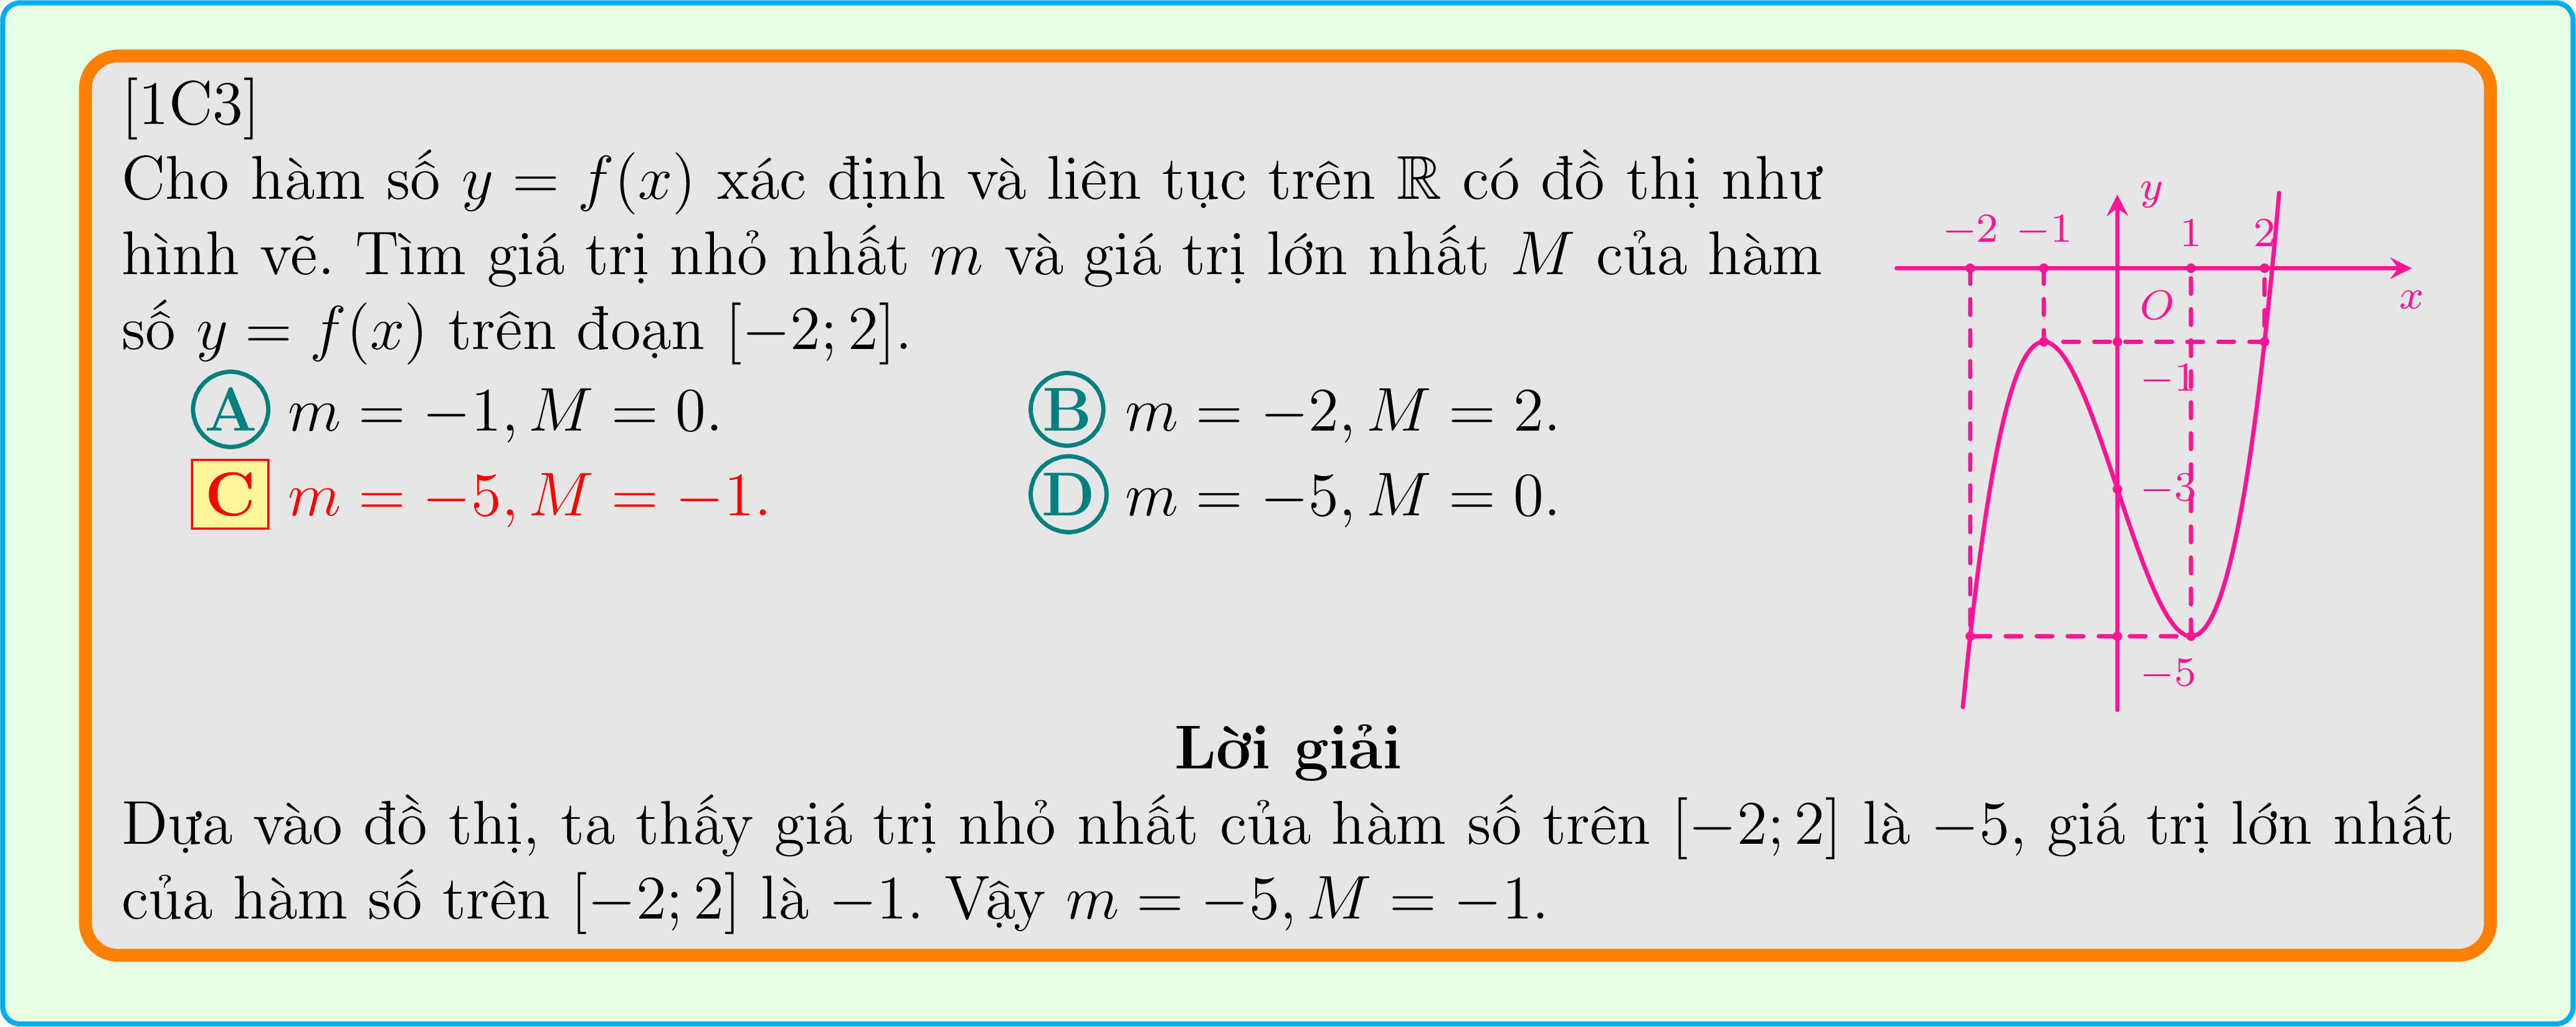 [1C3]
Cho hàm số y = f(x) xác định và liên tục trên ℝ có đồ thị như
hình vẽ. Tìm giá trị nhỏ nhất m và giá trị lớn nhất M của hàm
số y = f(x) trên đoạn [−2; 2].
A m = −1, M = 0.
B m = −2, M = 2.
C m = −5, M = −1.
D m = −5, M = 0.
y
−2 −1 1 2
x
O
−1
−3
−5
Lời giải
Dựa vào đồ thị, ta thấy giá trị nhỏ nhất của hàm số trên [−2; 2] là −5, giá trị lớn nhất
của hàm số trên [−2; 2] là −1. Vậy m = −5, M = −1.